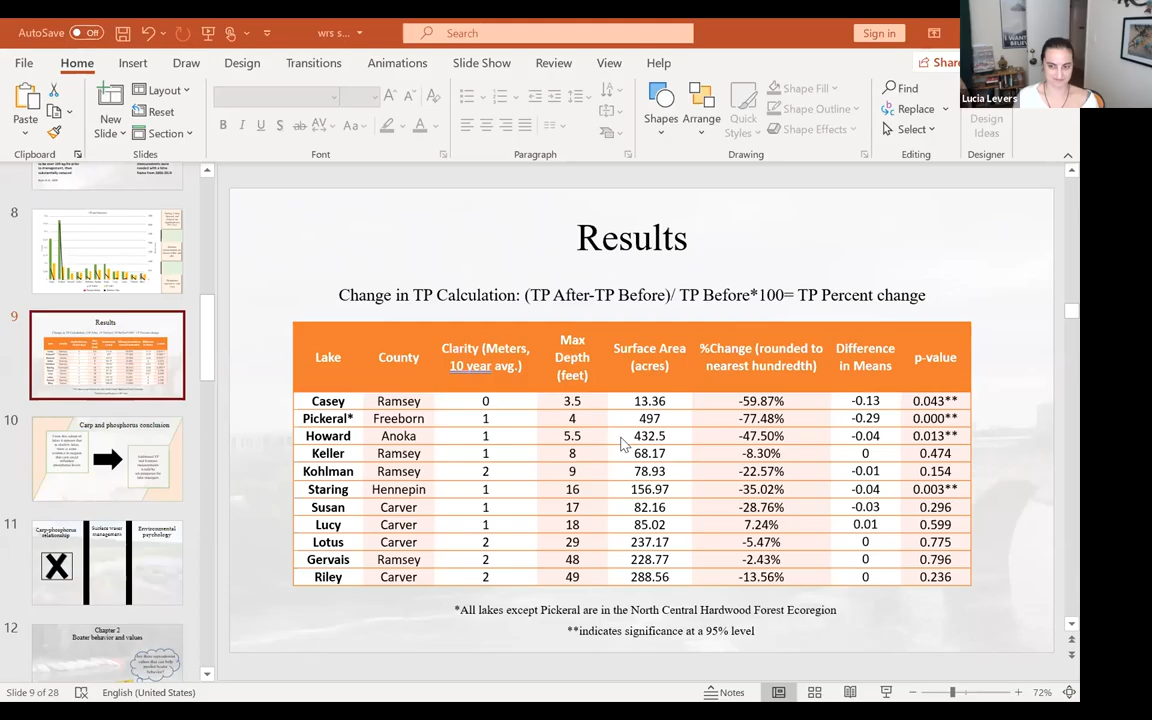 AutoSave Off wrs s... Search Sign in
File Home Insert Draw Design Transitions Animations Slide Show Review View Help Share
I WANT
Lucia Levers
Paste
New
Slide
Layout
Reset
Section
Shapes
Arrange
Quick
Styles
Shape Fill
Shape Outline
Shape Effects
Find
Replace
Select
Design
Ideas
Clipboard Slides Font Paragraph Drawing Editing Designer
8
9
Results
10
Carp and phosphorus conclusion
11
Carp-phosphorus
relationship
Surface water
management
Environmental
psychology
X
12
Chapter 2
Boater behavior and values
Results
Change in TP Calculation: (TP After-TP Before)/ TP Before*100= TP Percent change
Lake County Clarity (Meters, 10 year avg.) Max Depth (feet) Surface Area (acres) %Change (rounded to nearest hundredth) Difference in Means p-value
Casey Ramsey 0 3.5 13.36 -59.87% -0.13 0.043**
Pickeral* Freeborn 1 4 497 -77.48% -0.29 0.000**
Howard Anoka 1 5.5 432.5 -47.50% -0.04 0.013**
Keller Ramsey 1 8 68.17 -8.30% 0 0.474
Kohlman Ramsey 2 9 78.93 -22.57% -0.01 0.154
Staring Hennepin 1 16 156.97 -35.02% -0.04 0.003**
Susan Carver 1 17 82.16 -28.76% -0.03 0.296
Lucy Carver 1 18 85.02 7.24% 0.01 0.599
Lotus Carver 2 29 237.17 -5.47% 0 0.775
Gervais Ramsey 2 48 228.77 -2.43% 0 0.796
Riley Carver 2 49 288.56 -13.56% 0 0.236
*All lakes except Pickeral are in the North Central Hardwood Forest Ecoregion
**indicates significance at a 95% level
Slide 9 of 28 English (United States) Notes 72%